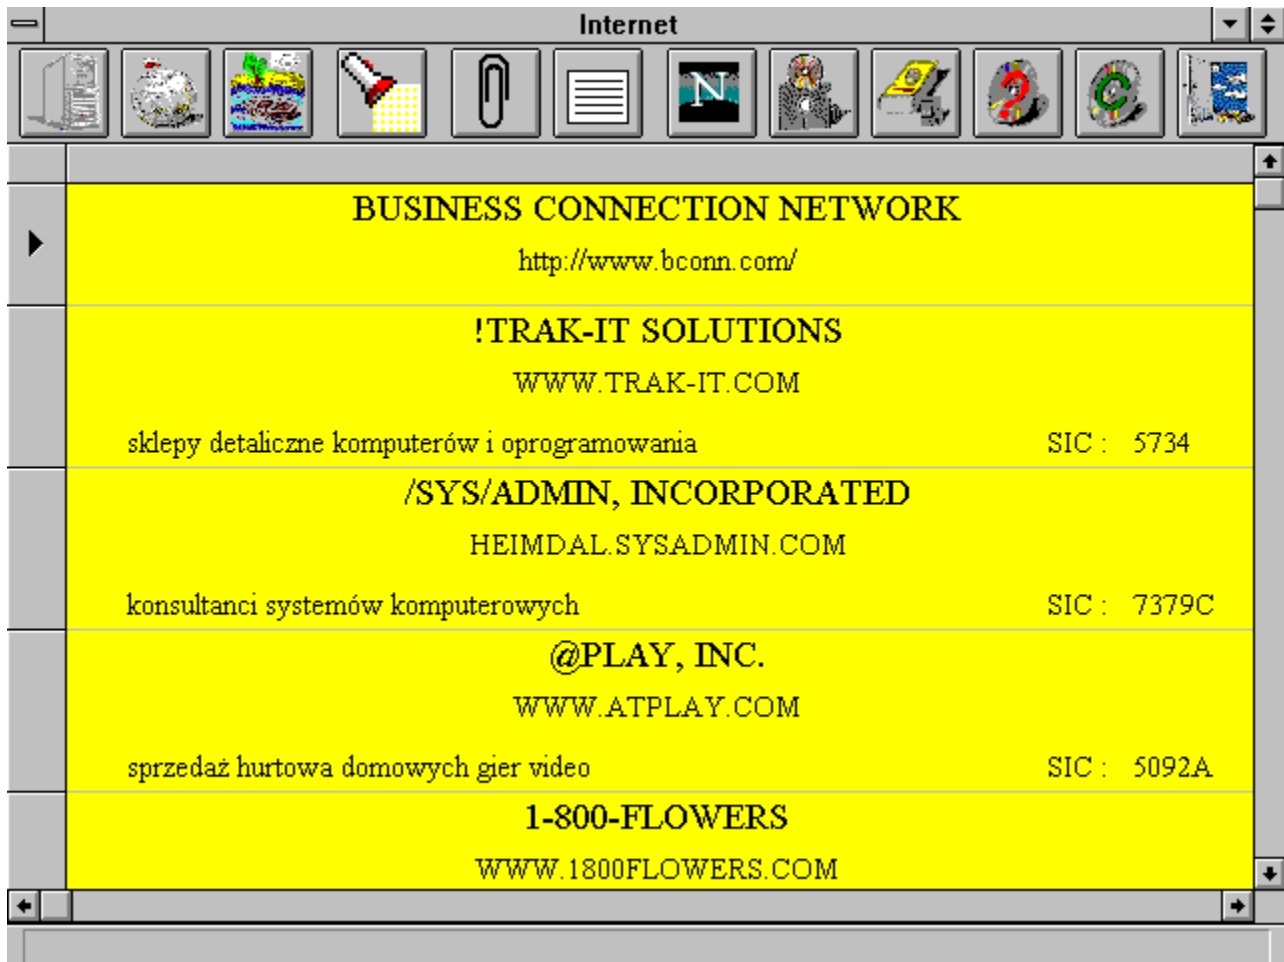 Internet
N
?
C
BUSINESS CONNECTION NETWORK
http://www.bconn.com/
!TRAK-IT SOLUTIONS
WWW.TRAK-IT.COM
sklepy detaliczne komputerów i oprogramowania SIC : 5734
/SYS/ADMIN, INCORPORATED
HEIMDAL.SYSADMIN.COM
konsultanci systemów komputerowych SIC : 7379C
@PLAY, INC.
WWW.ATPLAY.COM
sprzedaż hurtowa domowych gier video SIC : 5092A
1-800-FLOWERS
WWW.1800FLOWERS.COM